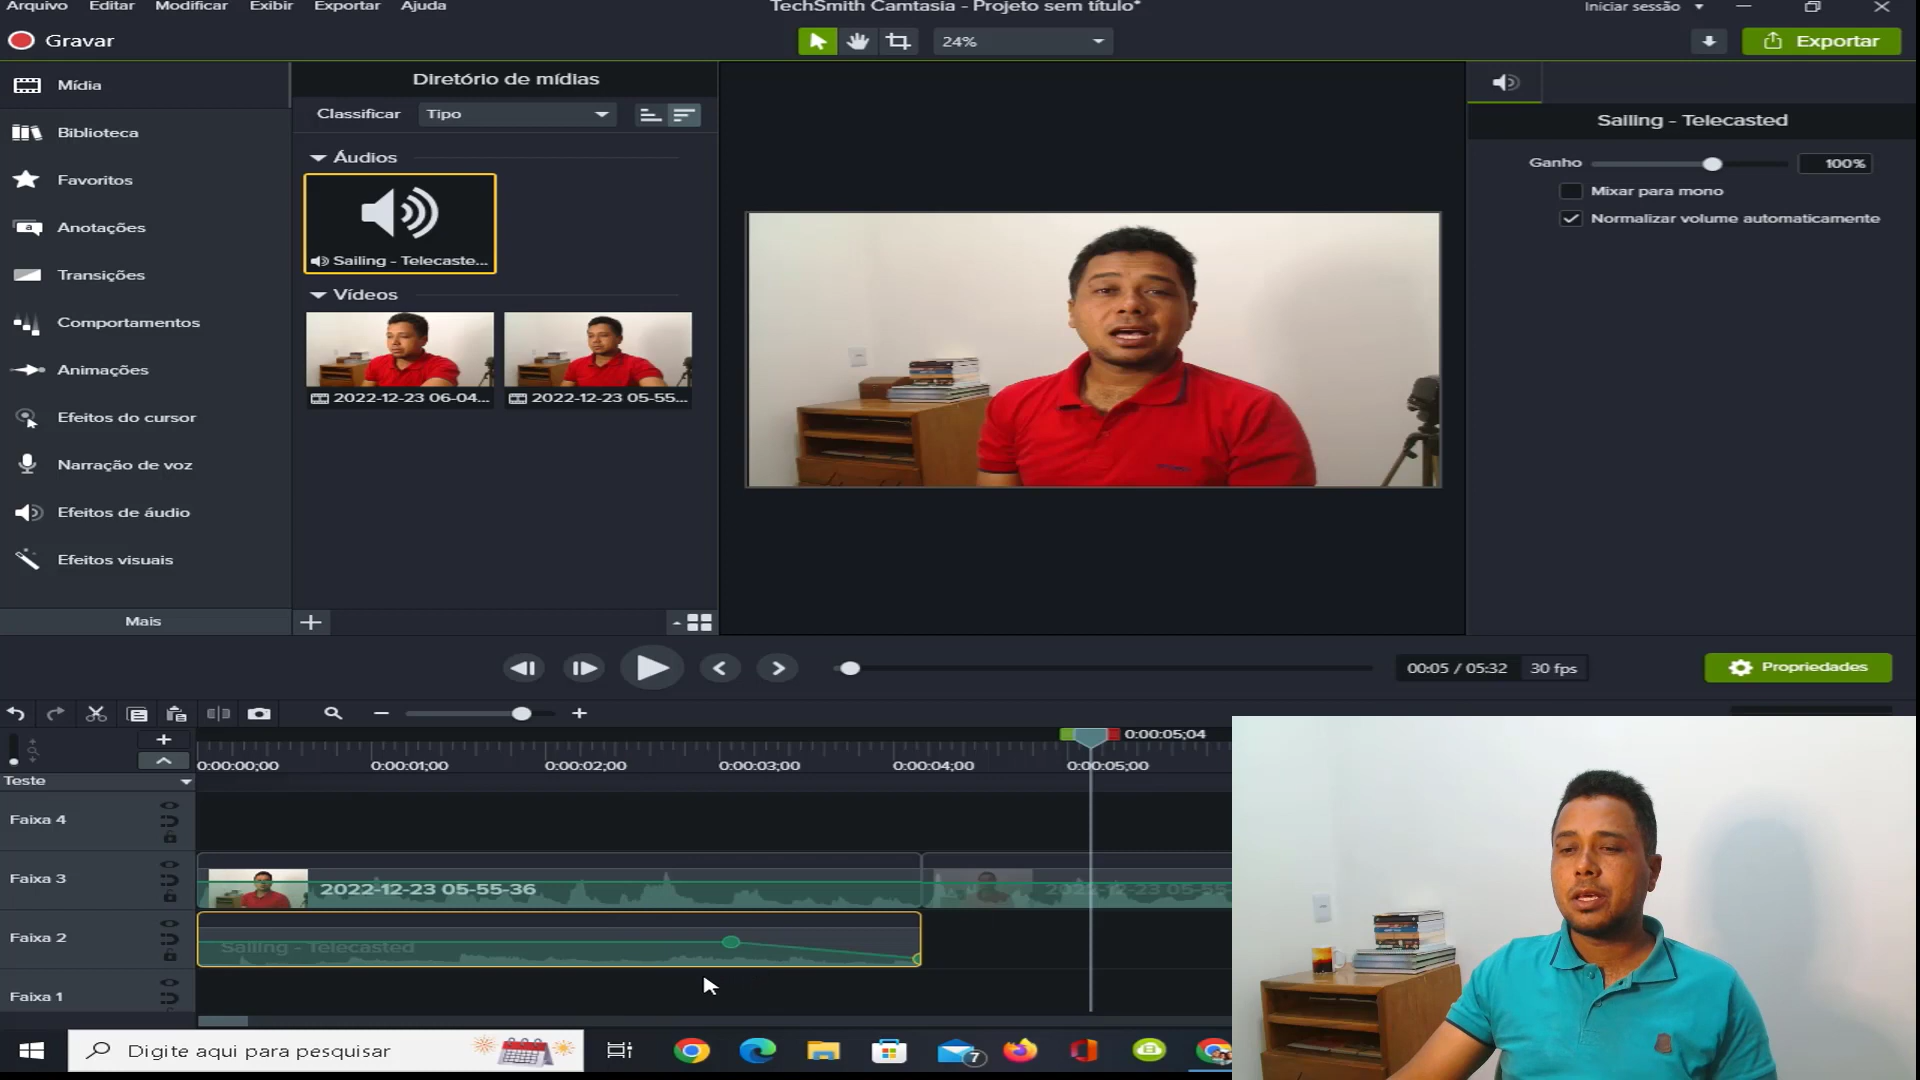 Arquivo Editar Modificar Exibir Exportar Ajuda
TechSmith Camtasia - Projeto sem título*
Iniciar sessão
Gravar
24%
Exportar
Mídia
Biblioteca
Favoritos
Anotações
Transições
Comportamentos
Animações
Efeitos do cursor
Narração de voz
Efeitos de áudio
Efeitos visuais
Mais
Diretório de mídias
Classificar Tipo
Áudios
Sailing - Telecaste...
Vídeos
2022-12-23 06-04... 2022-12-23 05-55...
Sailing - Telecasted
Ganho 100%
Mixar para mono
Normalizar volume automaticamente
00:05 / 05:32 30 fps
Propriedades
0:00:05;04
0:00:00;00 0:00:01;00 0:00:02;00 0:00:03;00 0:00:04;00 0:00:05;00
Teste
Faixa 4
Faixa 3
2022-12-23 05-55-36
2022-12-23 05-55
Faixa 2
Sailing - Telecasted
Faixa 1
Digite aqui para pesquisar
7